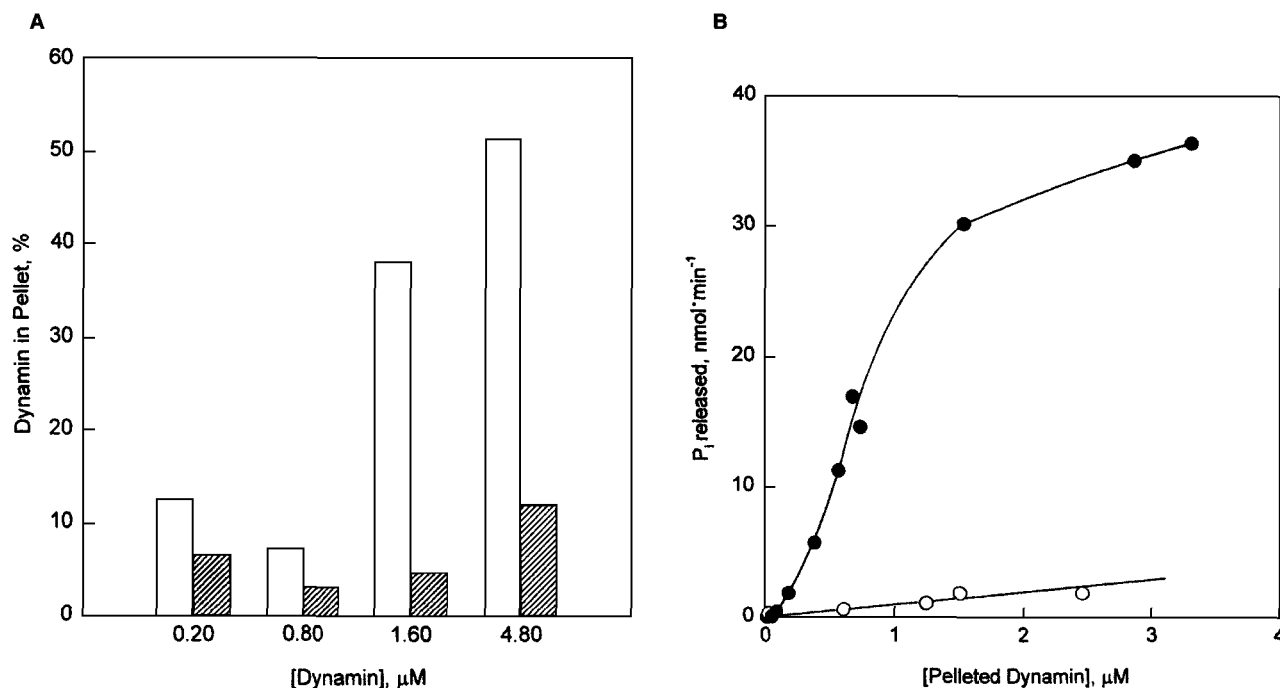 A
60
50
40
30
20
10
0
Dynamin in Pellet, %
0.20 0.80 1.60 4.80
[Dynamin], μM
B
40
30
20
10
0
Pi released, nmol·min⁻¹
0 1 2 3 4
[Pelleted Dynamin], μM